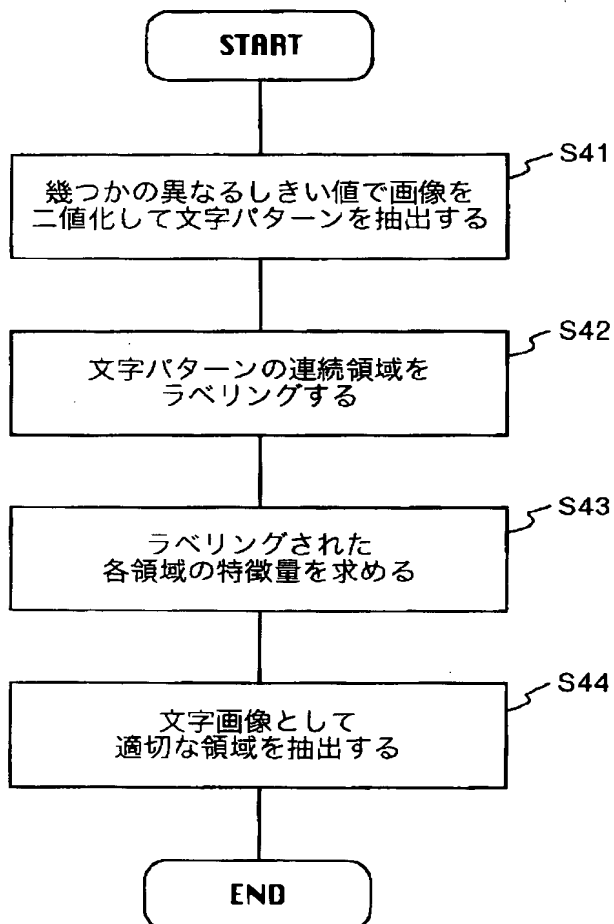 START
S41
幾つかの異なるしきい値で画像を
二値化して文字パターンを抽出する
S42
文字パターンの連続領域を
ラベリングする
S43
ラベリングされた
各領域の特徴量を求める
S44
文字画像として
適切な領域を抽出する
END